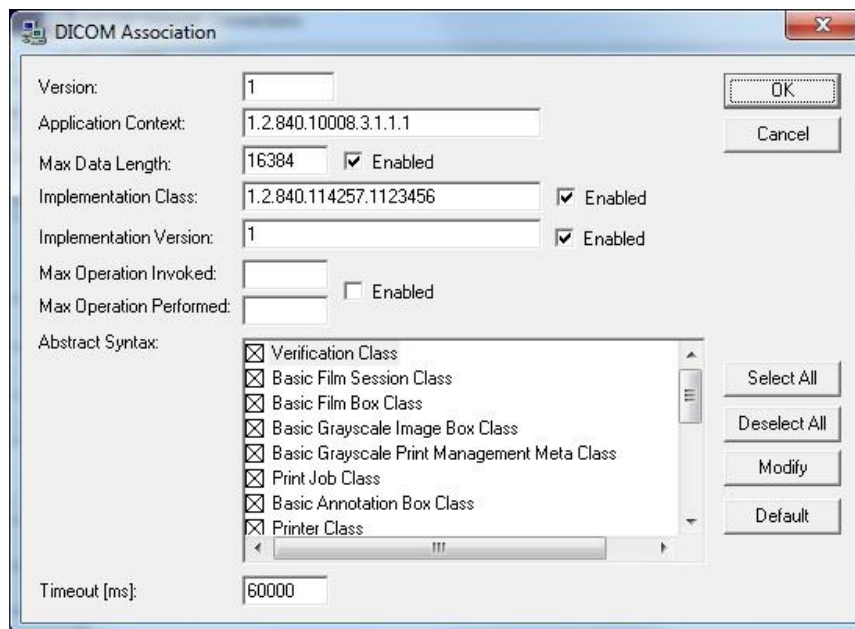 DICOM Association
Version: 1
OK
Application Context: 1.2.840.10008.3.1.1.1
Cancel
Max Data Length: 16384 Enabled
Implementation Class: 1.2.840.114257.1123456 Enabled
Implementation Version: 1 Enabled
Max Operation Invoked:
Enabled
Max Operation Performed:
Abstract Syntax:
Verification Class
Basic Film Session Class
Select All
Basic Film Box Class
Basic Grayscale Image Box Class
Deselect All
Basic Grayscale Print Management Meta Class
Modify
Print Job Class
Basic Annotation Box Class
Default
Printer Class
Timeout [ms]: 60000